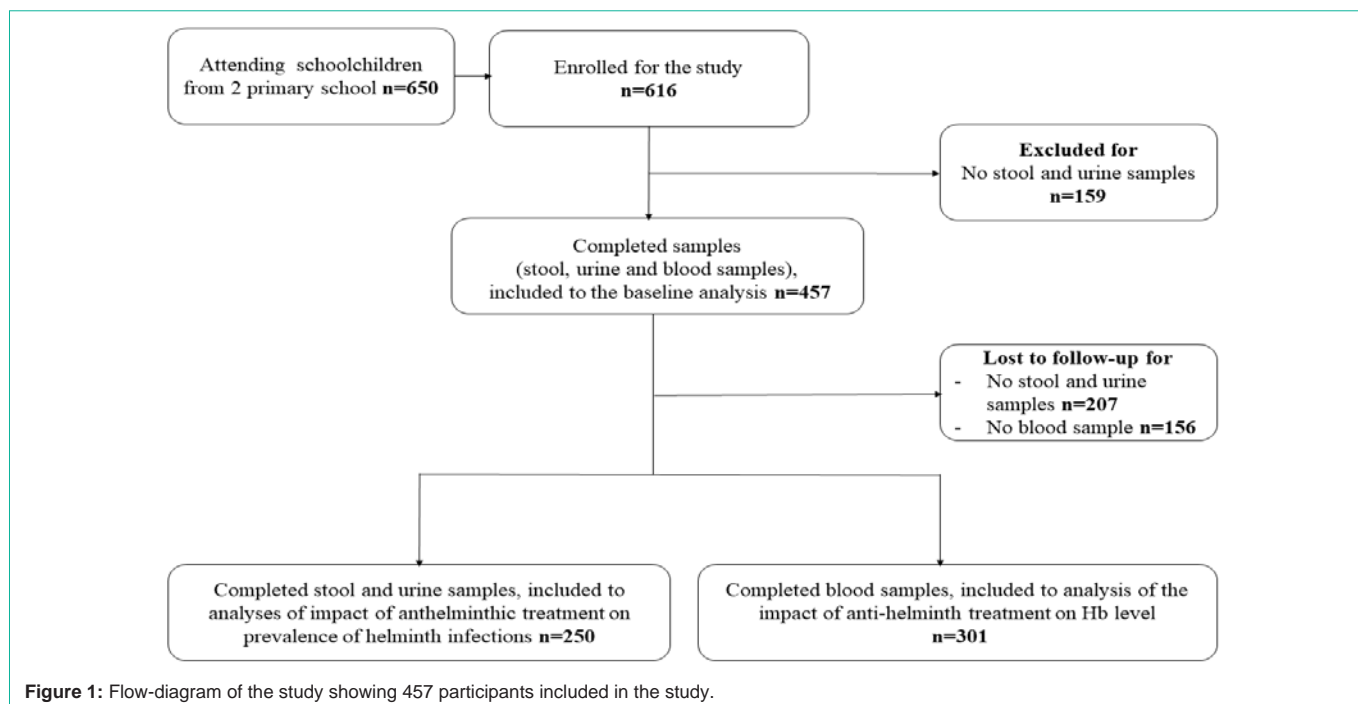 Attending schoolchildren
from 2 primary school n=650
Enrolled for the study
n=616
Excluded for
No stool and urine samples
n=159
Completed samples
(stool, urine and blood samples),
included to the baseline analysis n=457
Lost to follow-up for
- No stool and urine
samples n=207
- No blood sample n=156
Completed stool and urine samples, included to
analyses of impact of anthelminthic treatment on
prevalence of helminth infections n=250
Completed blood samples, included to analysis of the
impact of anti-helminth treatment on Hb level
n=301
Figure 1: Flow-diagram of the study showing 457 participants included in the study.